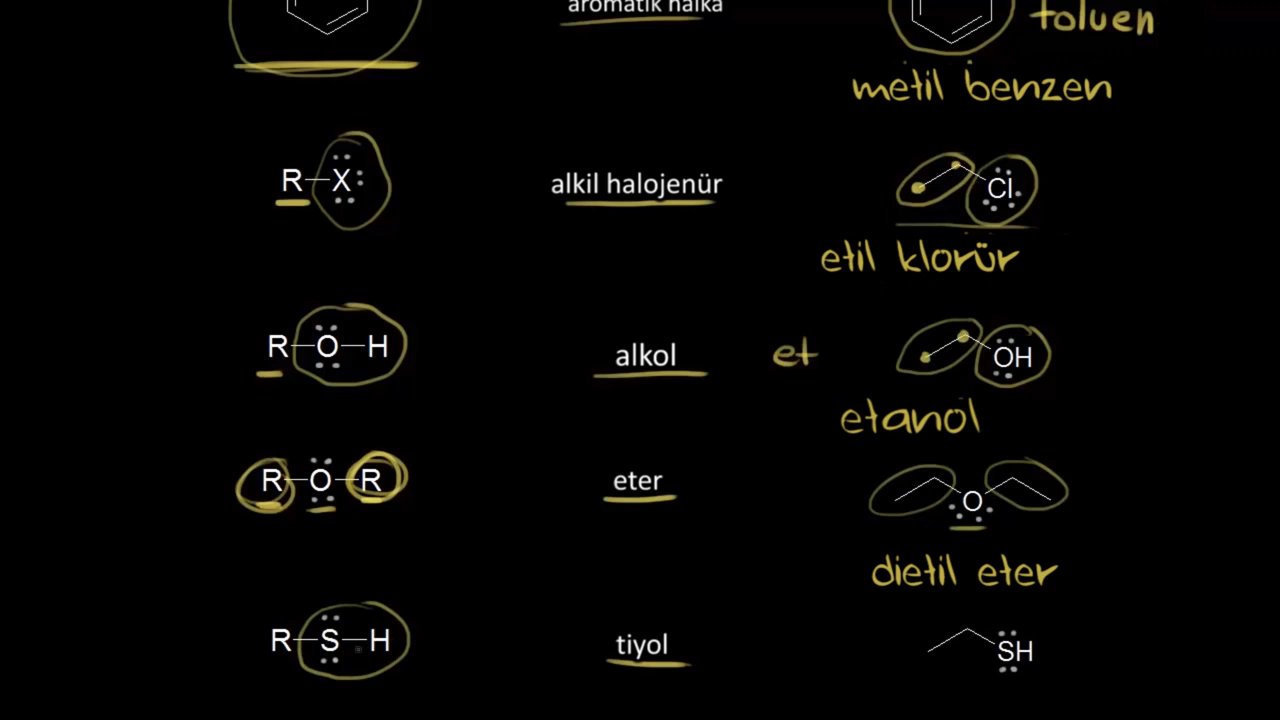 aromatik halka
toluen
metil benzen
R—X
alkil halojenür
Cl
etil klorür
R—O—H
alkol
et
OH
etanol
R—O—R
eter
O
dietil eter
R—S—H
tiyol
SH